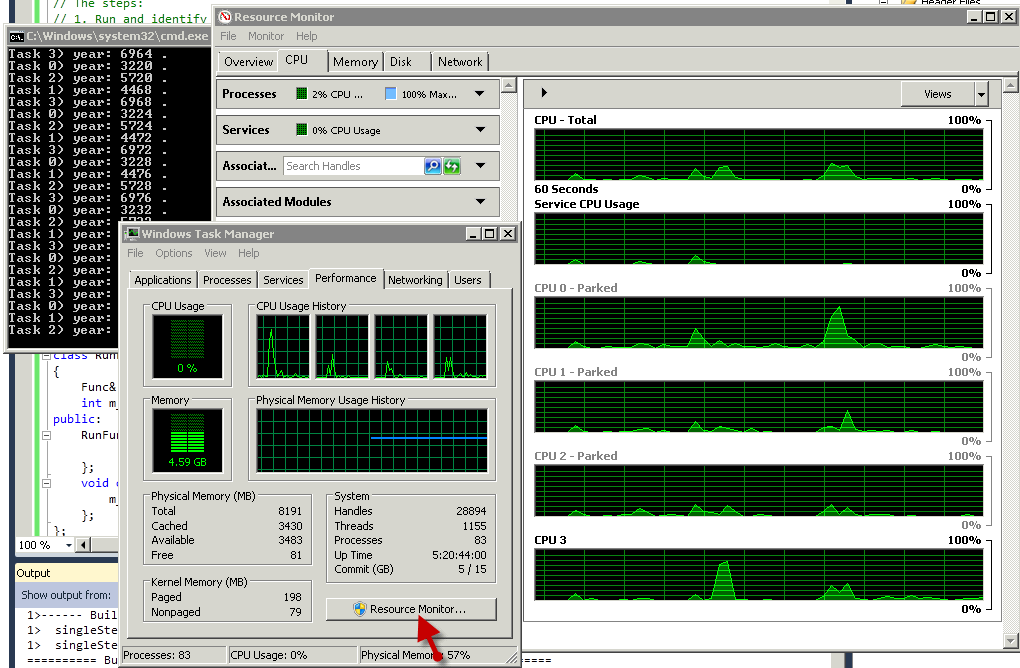 // The steps:
// 1. Run and identify
Header Files
Resource Monitor
File Monitor Help
Overview CPU Memory Disk Network
Processes 2% CPU ... 100% Max...
Services 0% CPU Usage
Associat... Search Handles
Associated Modules
Views
CPU - Total 100%
60 Seconds 0%
Service CPU Usage 100%
0%
CPU 0 - Parked 100%
0%
CPU 1 - Parked 100%
0%
CPU 2 - Parked 100%
0%
CPU 3 100%
0%
C:\Windows\system32\cmd.exe
Task 3> year: 6964 .
Task 0> year: 3220 .
Task 2> year: 5720 .
Task 1> year: 4468 .
Task 3> year: 6968 .
Task 0> year: 3224 .
Task 2> year: 5724 .
Task 1> year: 4472 .
Task 3> year: 6972 .
Task 0> year: 3228 .
Task 1> year: 4476 .
Task 2> year: 5728 .
Task 3> year: 6976 .
Task 0> year: 3232 .
Task 2> year:
Task 1> year:
Task 3> year:
Task 0> year:
Task 2> year:
Task 1> year:
Task 3> year:
Task 0> year:
Task 1> year:
Task 2> year:
Windows Task Manager
File Options View Help
Applications Processes Services Performance Networking Users
CPU Usage CPU Usage History
0 %
Memory Physical Memory Usage History
4.59 GB
Physical Memory (MB)
Total 8191
Cached 3430
Available 3483
Free 81
Kernel Memory (MB)
Paged 198
Nonpaged 79
System
Handles 28894
Threads 1155
Processes 83
Up Time 5:20:44:00
Commit (GB) 5 / 15
Resource Monitor...
Processes: 83 CPU Usage: 0% Physical Memory: 57%
class Run
{
Func&
int m_
public:
RunFun
};
void
m_
};
};
100 %
Output
Show output from:
1>------ Buil
1> singleSte
1> singleSte
========== Bu